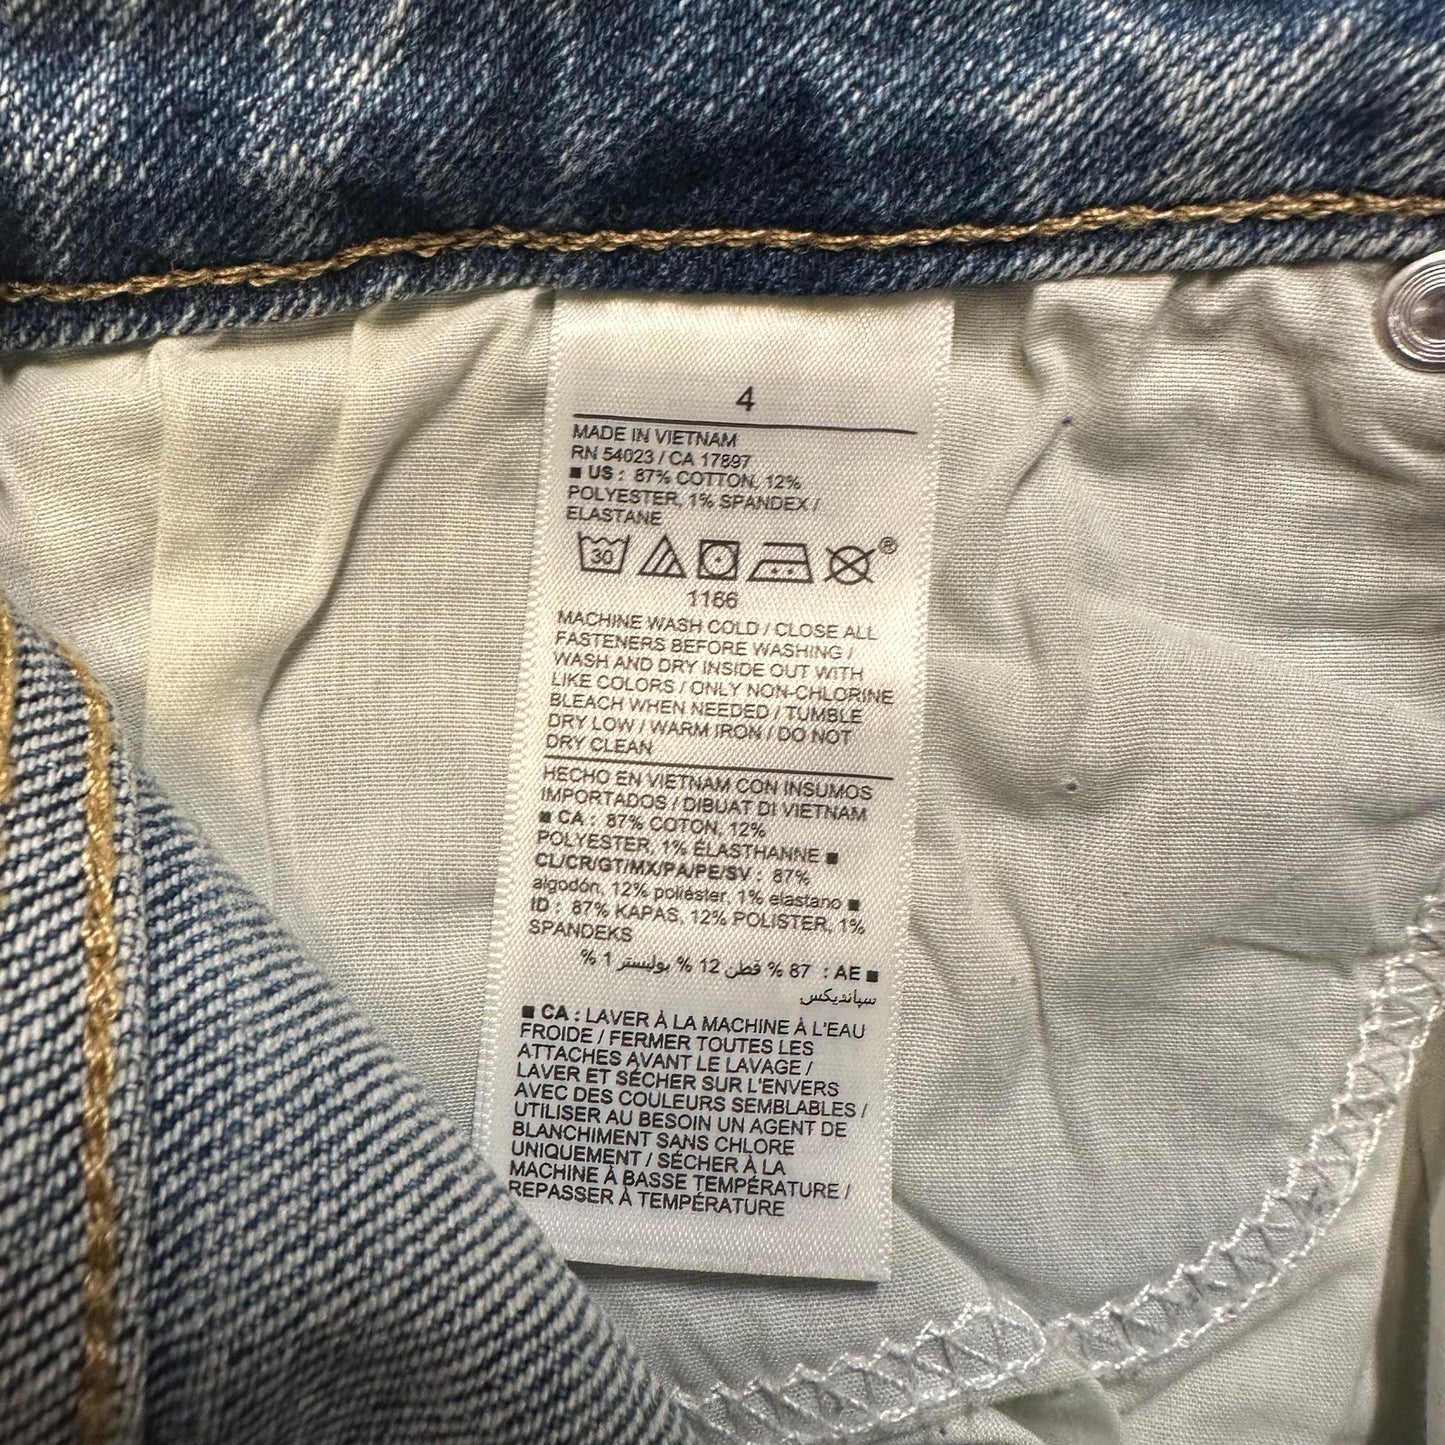 4
MADE IN VIETNAM
RN 54023 / CA 17897
■ US : 87% COTTON, 12%
POLYESTER, 1% SPANDEX /
ELASTANE
30
®
1166
MACHINE WASH COLD / CLOSE ALL
FASTENERS BEFORE WASHING /
WASH AND DRY INSIDE OUT WITH
LIKE COLORS / ONLY NON-CHLORINE
BLEACH WHEN NEEDED / TUMBLE
DRY LOW / WARM IRON / DO NOT
DRY CLEAN
HECHO EN VIETNAM CON INSUMOS
IMPORTADOS / DIBUAT DI VIETNAM
■ CA : 87% COTON, 12%
POLYESTER, 1% ÉLASTHANNE ■
CL/CR/GT/MX/PA/PE/SV : 87%
algodón, 12% poliéster, 1% elastano ■
ID : 87% KAPAS, 12% POLISTER, 1%
SPANDEKS
■ AE : 87 % قطن 12 % بوليستر 1 %
سباندیكس
■ CA : LAVER À LA MACHINE À L'EAU
FROIDE / FERMER TOUTES LES
ATTACHES AVANT LE LAVAGE /
LAVER ET SÉCHER SUR L'ENVERS
AVEC DES COULEURS SEMBLABLES /
UTILISER AU BESOIN UN AGENT DE
BLANCHIMENT SANS CHLORE
UNIQUEMENT / SÉCHER À LA
MACHINE À BASSE TEMPÉRATURE /
REPASSER À TEMPÉRATURE